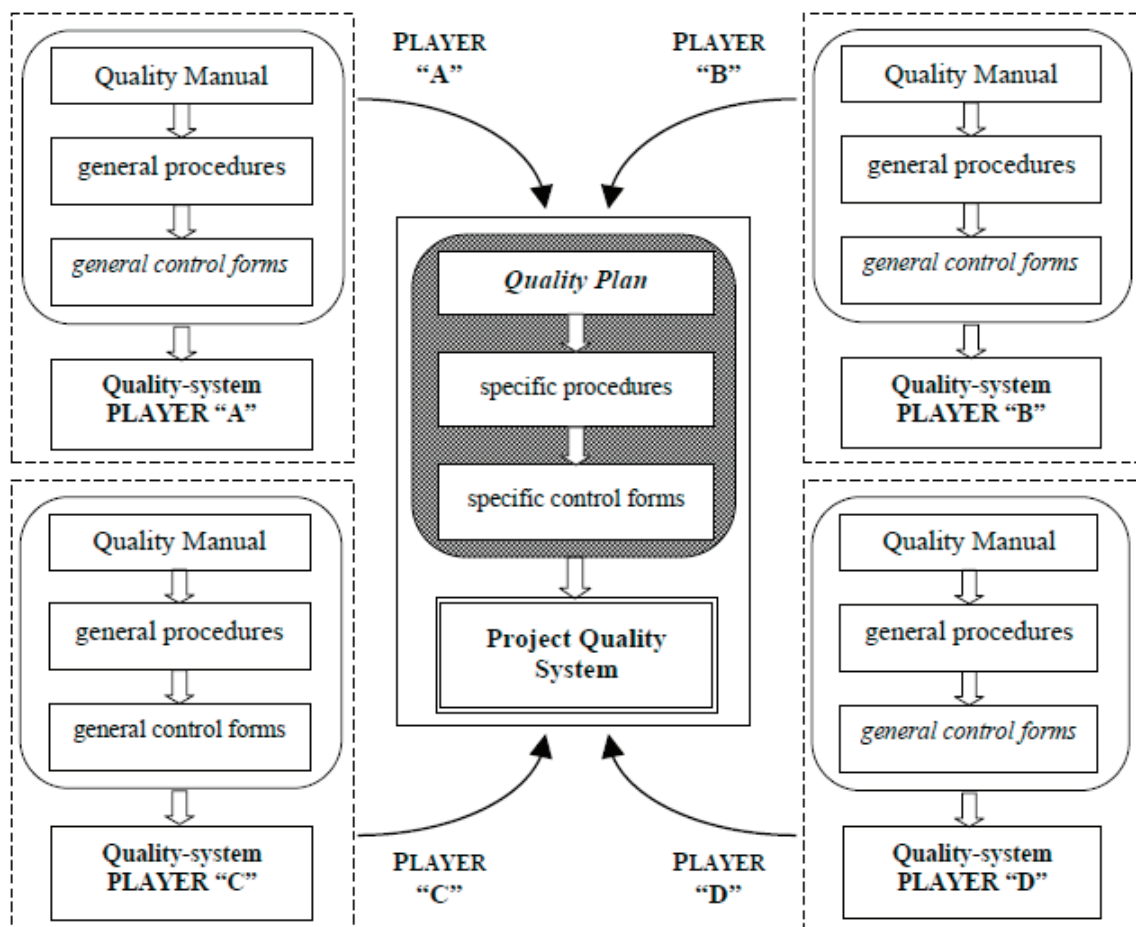 PLAYER
“A”
PLAYER
“B”
Quality Manual
general procedures
general control forms
Quality-system
PLAYER “A”
Quality Manual
general procedures
general control forms
Quality-system
PLAYER “B”
Quality Plan
specific procedures
specific control forms
Project Quality
System
Quality Manual
general procedures
general control forms
Quality-system
PLAYER “C”
Quality Manual
general procedures
general control forms
Quality-system
PLAYER “D”
PLAYER
“C”
PLAYER
“D”